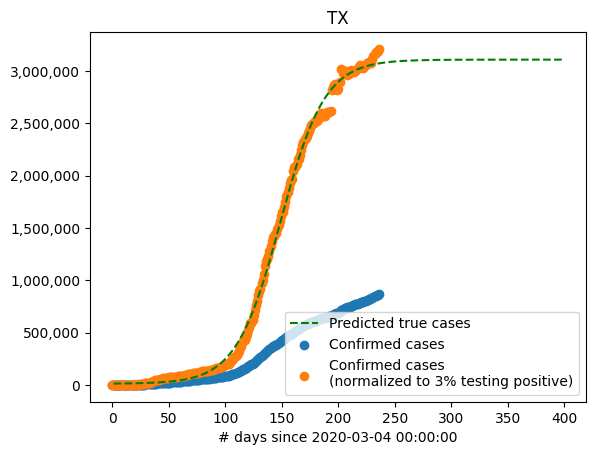 TX
3,000,000
2,500,000
2,000,000
1,500,000
1,000,000
500,000
0
Predicted true cases
Confirmed cases
Confirmed cases
(normalized to 3% testing positive)
0 50 100 150 200 250 300 350 400
# days since 2020-03-04 00:00:00